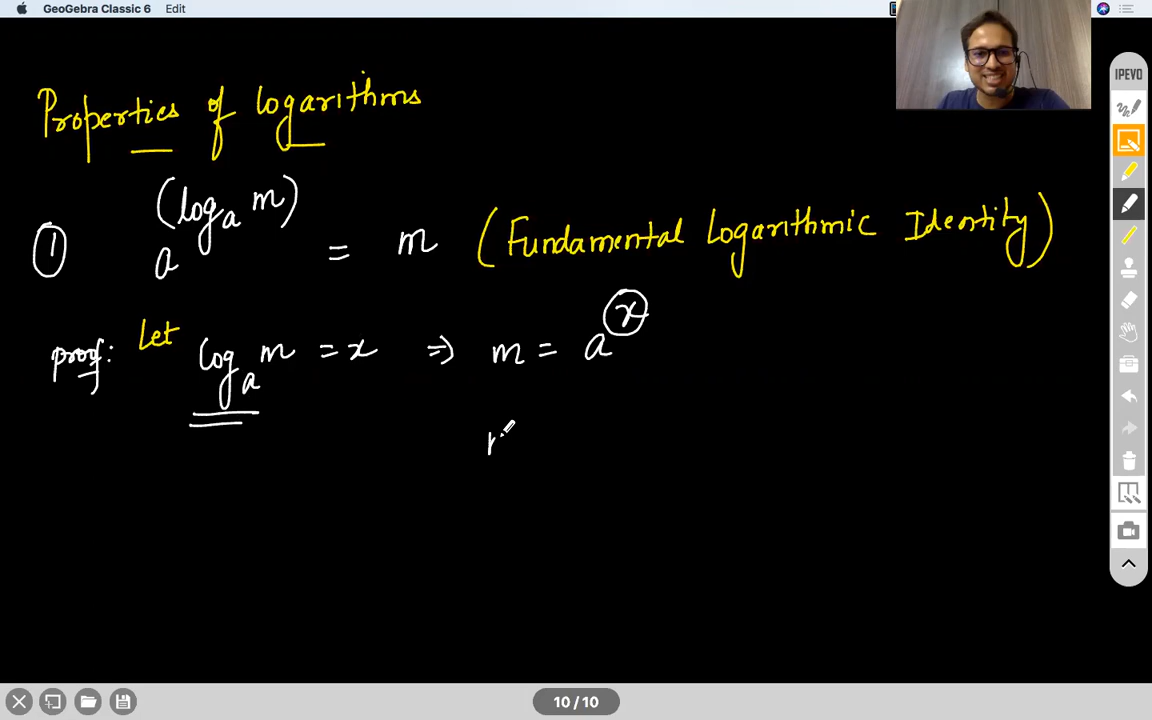 GeoGebra Classic 6 Edit
IPEVO
Properties of logarithms
① a^(log_a m) = m (Fundamental Logarithmic Identity)
proof: Let log_a m = x ⇒ m = a^x
10 / 10